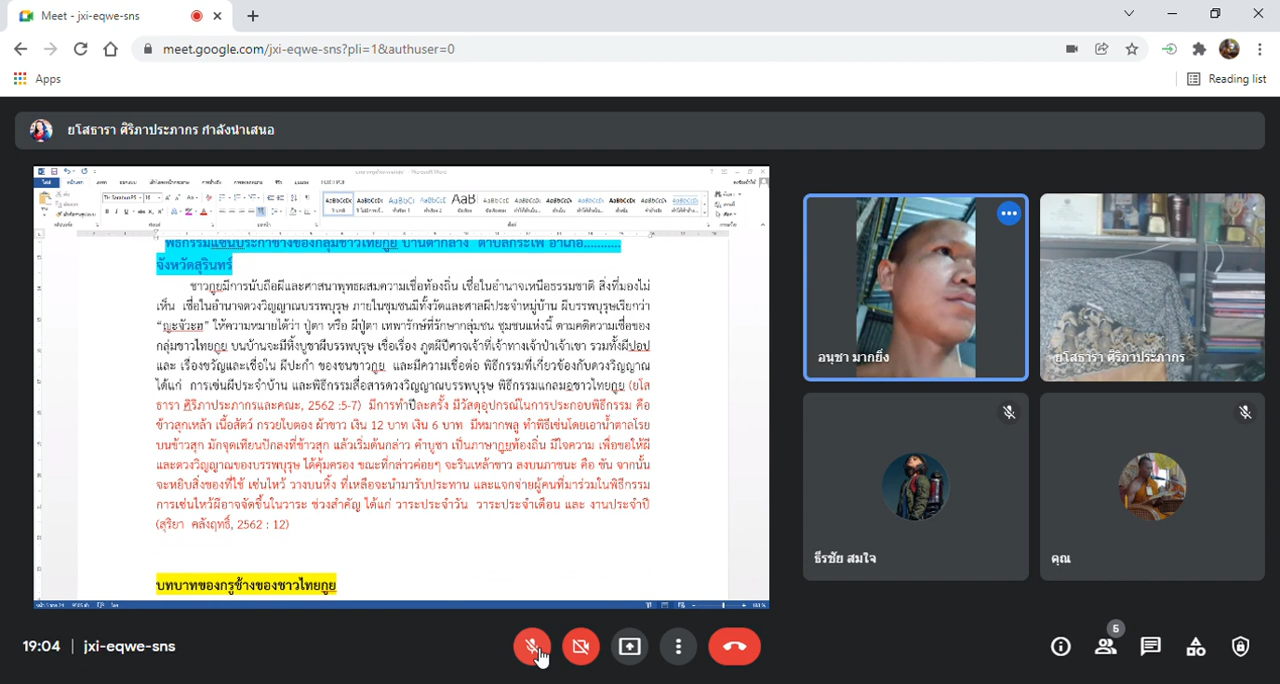 Meet - jxi-eqwe-sns
meet.google.com/jxi-eqwe-sns?pli=1&authuser=0
Apps
Reading list
ยโสธารา ศิริภาประภากร กำลังนำเสนอ
พิธีกรรมแซนประกำช้างของกลุ่มชาวไทยกูย บ้านตากลาง ตำบลกระโพ อำเภอ..........
จังหวัดสุรินทร์
ชาวกูยมีการนับถือผีและศาสนาพุทธผสมความเชื่อท้องถิ่น เชื่อในอำนาจเหนือธรรมชาติ สิ่งที่มองไม่
เห็น เชื่อในอำนาจดวงวิญญาณบรรพบุรุษ ภายในชุมชนมีทั้งวัดและศาลผีประจำหมู่บ้าน ผีบรรพบุรุษเรียกว่า
“ญะจัวะฮ” ให้ความหมายได้ว่า ปู่ตา หรือ ผีปู่ตา เทพารักษ์ที่รักษากลุ่มชน ชุมชนแห่งนี้ ตามคติความเชื่อของ
กลุ่มชาวไทยกูย บนบ้านจะมีหิ้งบูชาผีบรรพบุรุษ เชื่อเรื่อง ภูตผีปีศาจเจ้าที่เจ้าทางเจ้าป่าเจ้าเขา รวมทั้งผีปอป
และ เรื่องขวัญและเชื่อใน ผีปะกำ ของชนชาวกูย และมีความเชื่อต่อ พิธีกรรมที่เกี่ยวข้องกับดวงวิญญาณ
ได้แก่ การเซ่นผีประจำบ้าน และพิธีกรรมสื่อสารดวงวิญญาณบรรพบุรุษ พิธีกรรมแกลมอชาวไทยกูย (ยโส
ธารา ศิริภาประภากรและคณะ, 2562 :5-7) มีการทำปีละครั้ง มีวัสดุอุปกรณ์ในการประกอบพิธีกรรม คือ
ข้าวสุกเหล้า เนื้อสัตว์ กรวยใบตอง ผ้าขาว เงิน 12 บาท เงิน 6 บาท มีหมากพลู ทำพิธีเซ่นโดยเอาน้ำตาลโรย
บนข้าวสุก มักจุดเทียนปักลงที่ข้าวสุก แล้วเริ่มต้นกล่าว คำบูชา เป็นภาษากูยท้องถิ่น มีใจความ เพื่อขอให้ผี
และดวงวิญญาณของบรรพบุรุษ ได้คุ้มครอง ขณะที่กล่าวค่อยๆ จะรินเหล้าขาว ลงบนภาชนะ คือ ขัน จากนั้น
จะหยิบสิ่งของที่ใช้ เซ่นไหว้ วางบนหิ้ง ที่เหลือจะนำมารับประทาน และแจกจ่ายผู้คนที่มาร่วมในพิธีกรรม
การเซ่นไหว้ผีอาจจัดขึ้นในวาระ ช่วงสำคัญ ได้แก่ วาระประจำวัน วาระประจำเดือน และ งานประจำปี
(สุริยา คลังฤทธิ์, 2562 : 12)
บทบาทของกรูช้างของชาวไทยกูย
อนุชา มากยิ่ง
ยโสธารา ศิริภาประภากร
ธีรชัย สมใจ
คุณ
19:04 | jxi-eqwe-sns
5